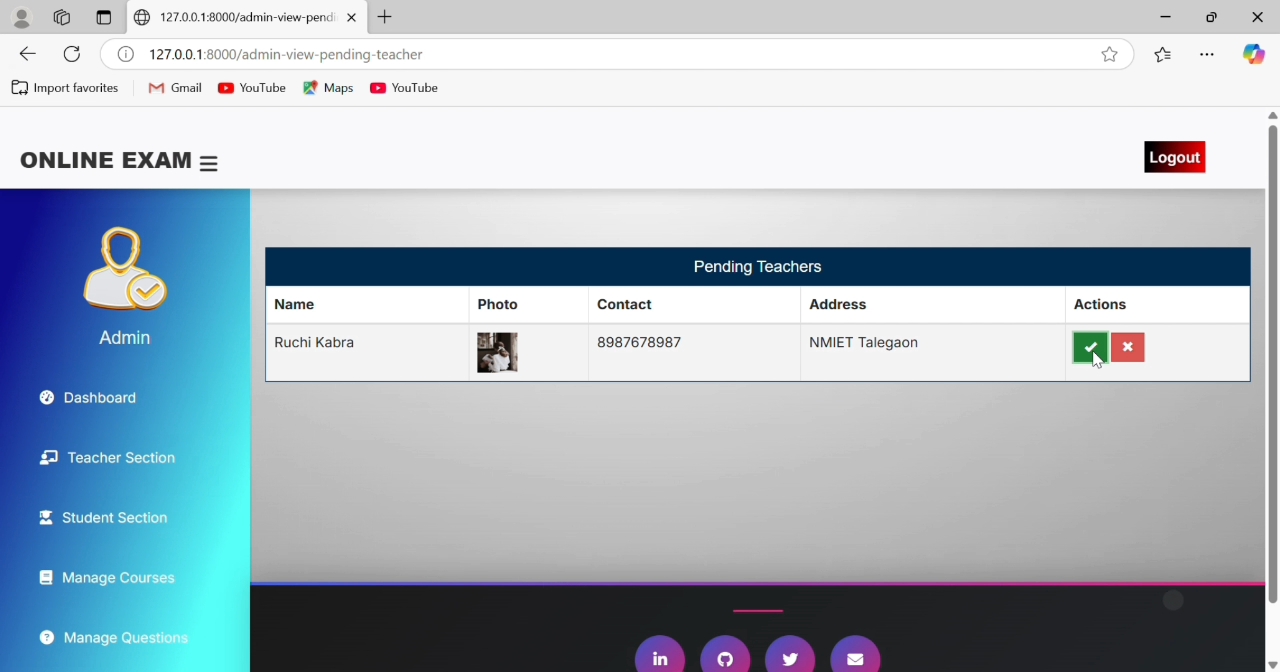 127.0.0.1:8000/admin-view-pendi
127.0.0.1:8000/admin-view-pending-teacher
Import favorites
Gmail
YouTube
Maps
YouTube
ONLINE EXAM
Logout
Admin
Dashboard
Teacher Section
Student Section
Manage Courses
Manage Questions
Pending Teachers
Name Photo Contact Address Actions
Ruchi Kabra 8987678987 NMIET Talegaon